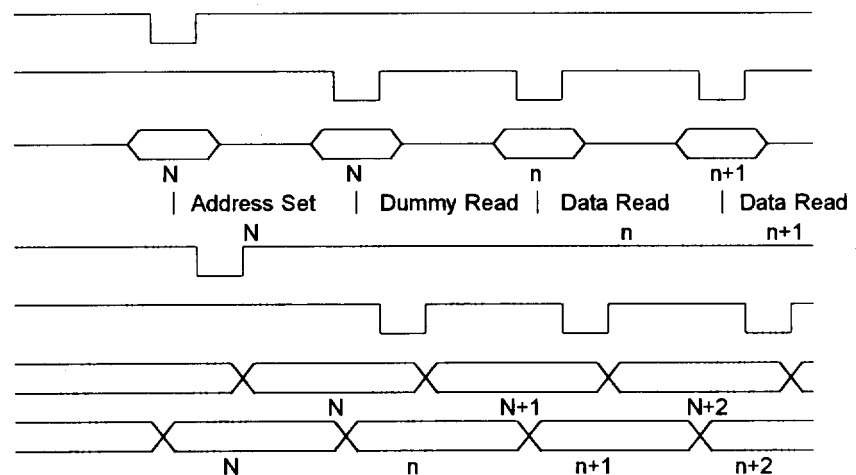 N N n n+1
| Address Set | Dummy Read | Data Read | Data Read
N n n+1
N N+1 N+2
N n n+1 n+2